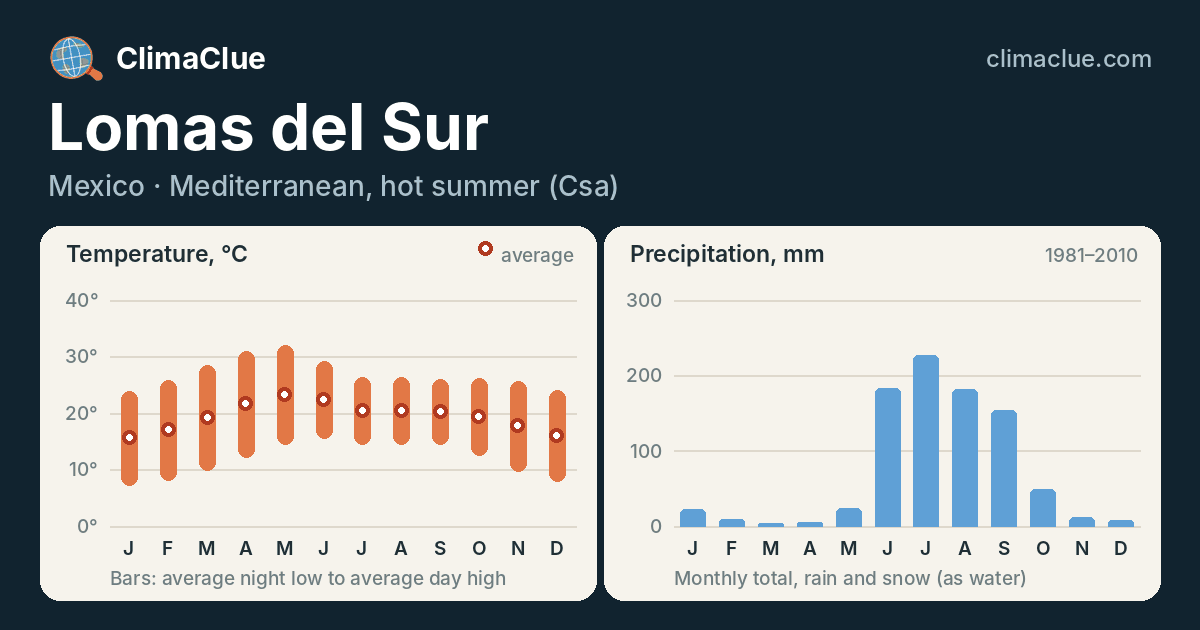 ClimaClue
climaclue.com
Lomas del Sur
Mexico · Mediterranean, hot summer (Csa)
Temperature, °C
average
40°
30°
20°
10°
0°
J F M A M J J A S O N D
Bars: average night low to average day high
Precipitation, mm
1981–2010
300
200
100
0
J F M A M J J A S O N D
Monthly total, rain and snow (as water)